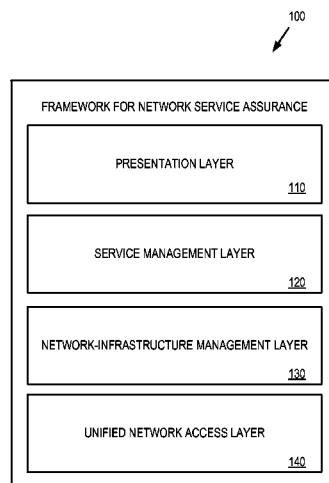 100
FRAMEWORK FOR NETWORK SERVICE ASSURANCE
PRESENTATION LAYER
110
SERVICE MANAGEMENT LAYER
120
NETWORK-INFRASTRUCTURE MANAGEMENT LAYER
130
UNIFIED NETWORK ACCESS LAYER
140